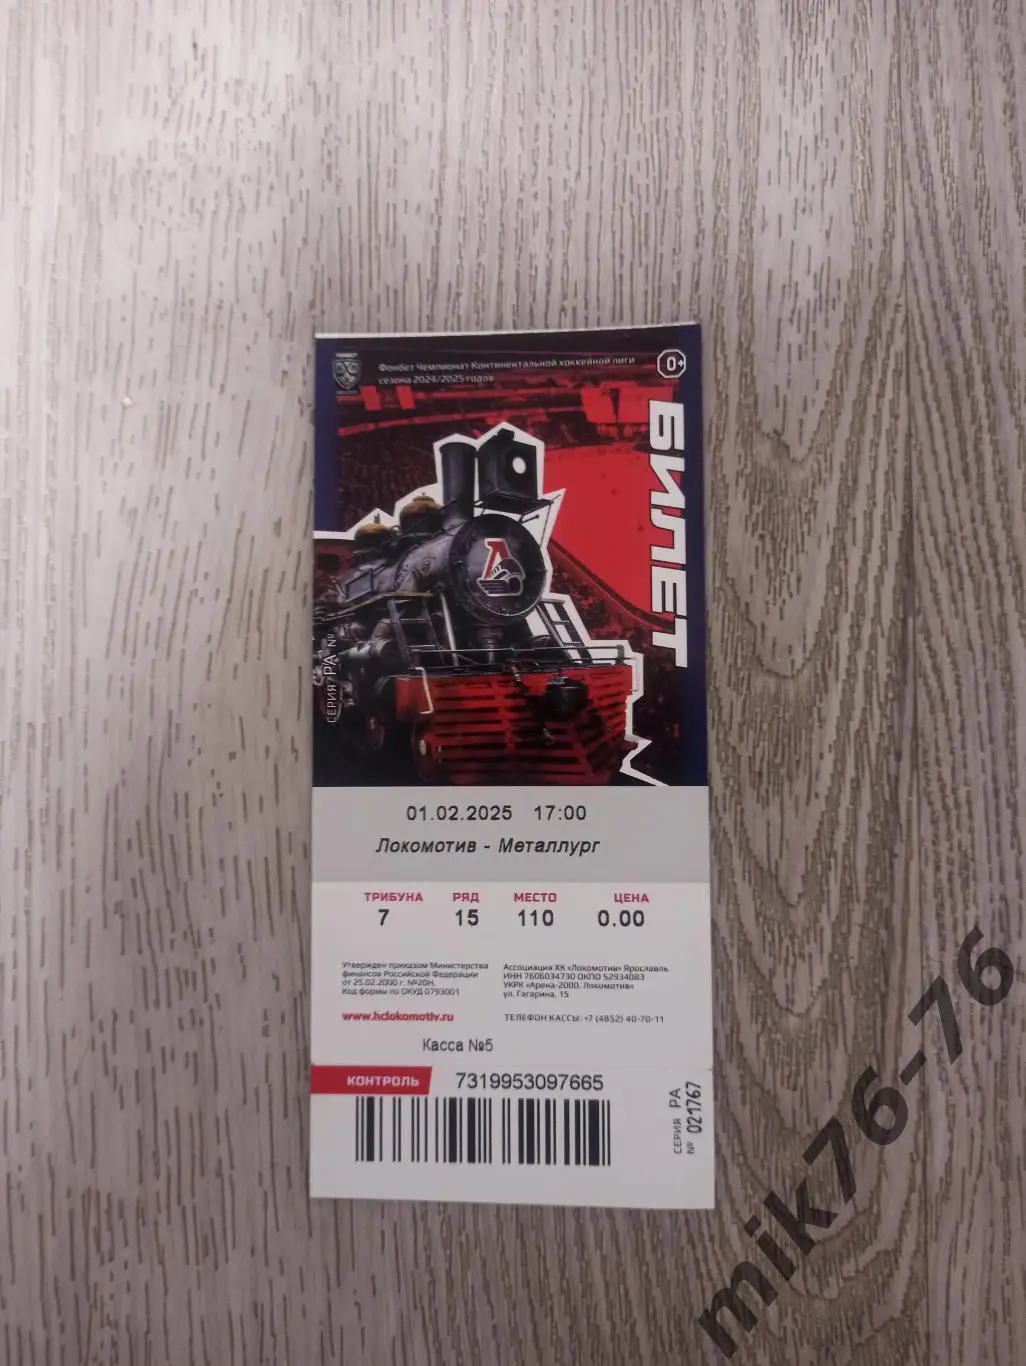 Фонбет Чемпионат Континентальной хоккейной лиги
сезона 2024/2025 годов
0+
БИЛЕТ
СЕРИЯ РА №
01.02.2025 17:00
Локомотив - Металлург
ТРИБУНА РЯД МЕСТО ЦЕНА
7 15 110 0.00
Утвержден приказом Министерства
финансов Российской Федерации
от 25.02.2000 г. №20Н.
Код формы по ОКУД 0793001
Ассоциация ХК «Локомотив» Ярославль
ИНН 7606034730 ОКПО 52934083
УКРК «Арена-2000. Локомотив»
ул. Гагарина, 15
www.hclokomotiv.ru
ТЕЛЕФОН КАССЫ: +7 (4852) 40-70-11
Касса №5
КОНТРОЛЬ
7319953097665
СЕРИЯ РА
№ 021767
mik76-76